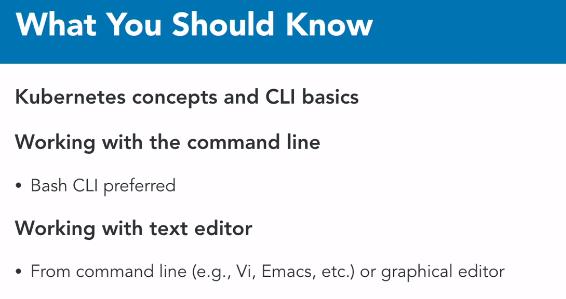 What You Should Know
Kubernetes concepts and CLI basics
Working with the command line
• Bash CLI preferred
Working with text editor
• From command line (e.g., Vi, Emacs, etc.) or graphical editor